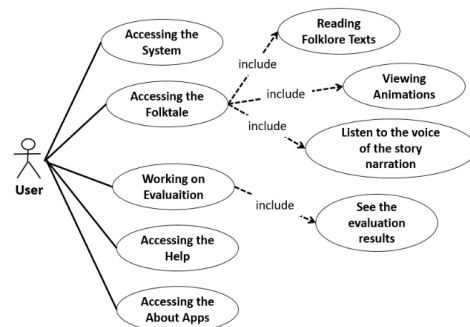 Accessing the
System
Reading
Folklore Texts
include
Accessing the
Folktale
include
Viewing
Animations
include
Listen to the voice
of the story
narration
User
Working on
Evaluaition
include
See the
evaluation
results
Accessing the
Help
Accessing the
About Apps